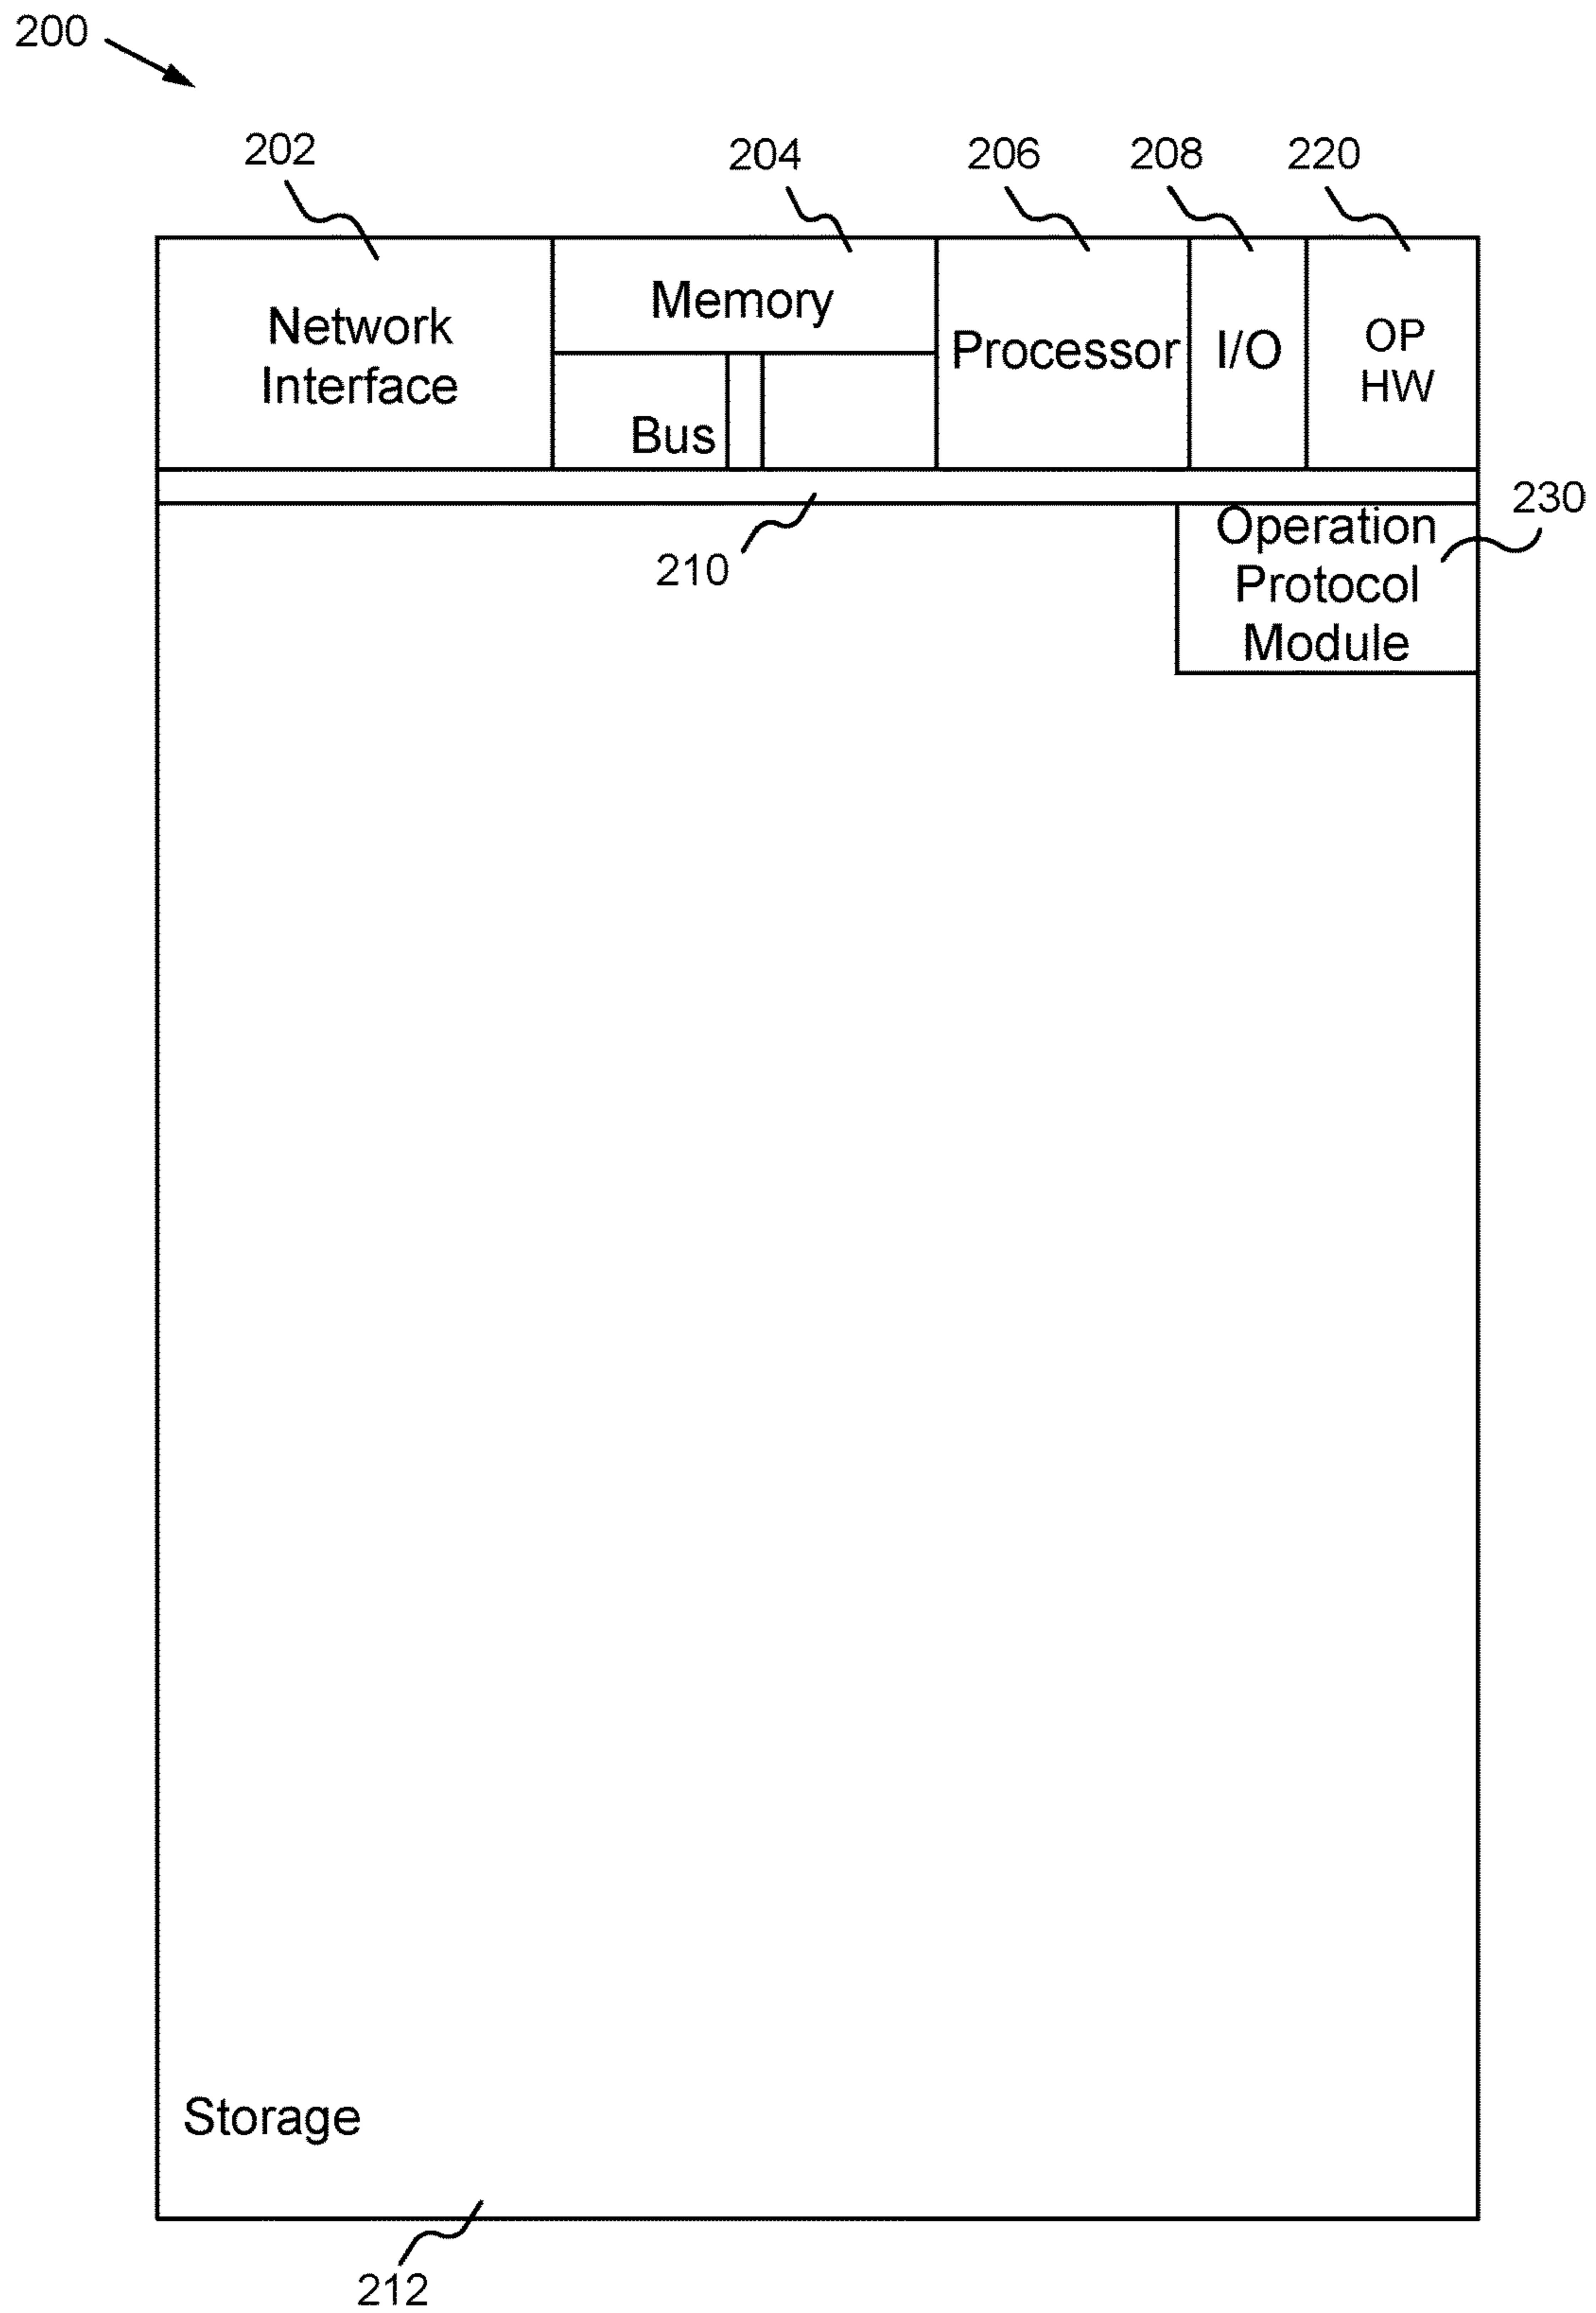 200
202
204
206
208
220
Network
Interface
Memory
Bus
Processor
I/O
OP
HW
210
230
Operation
Protocol
Module
Storage
212